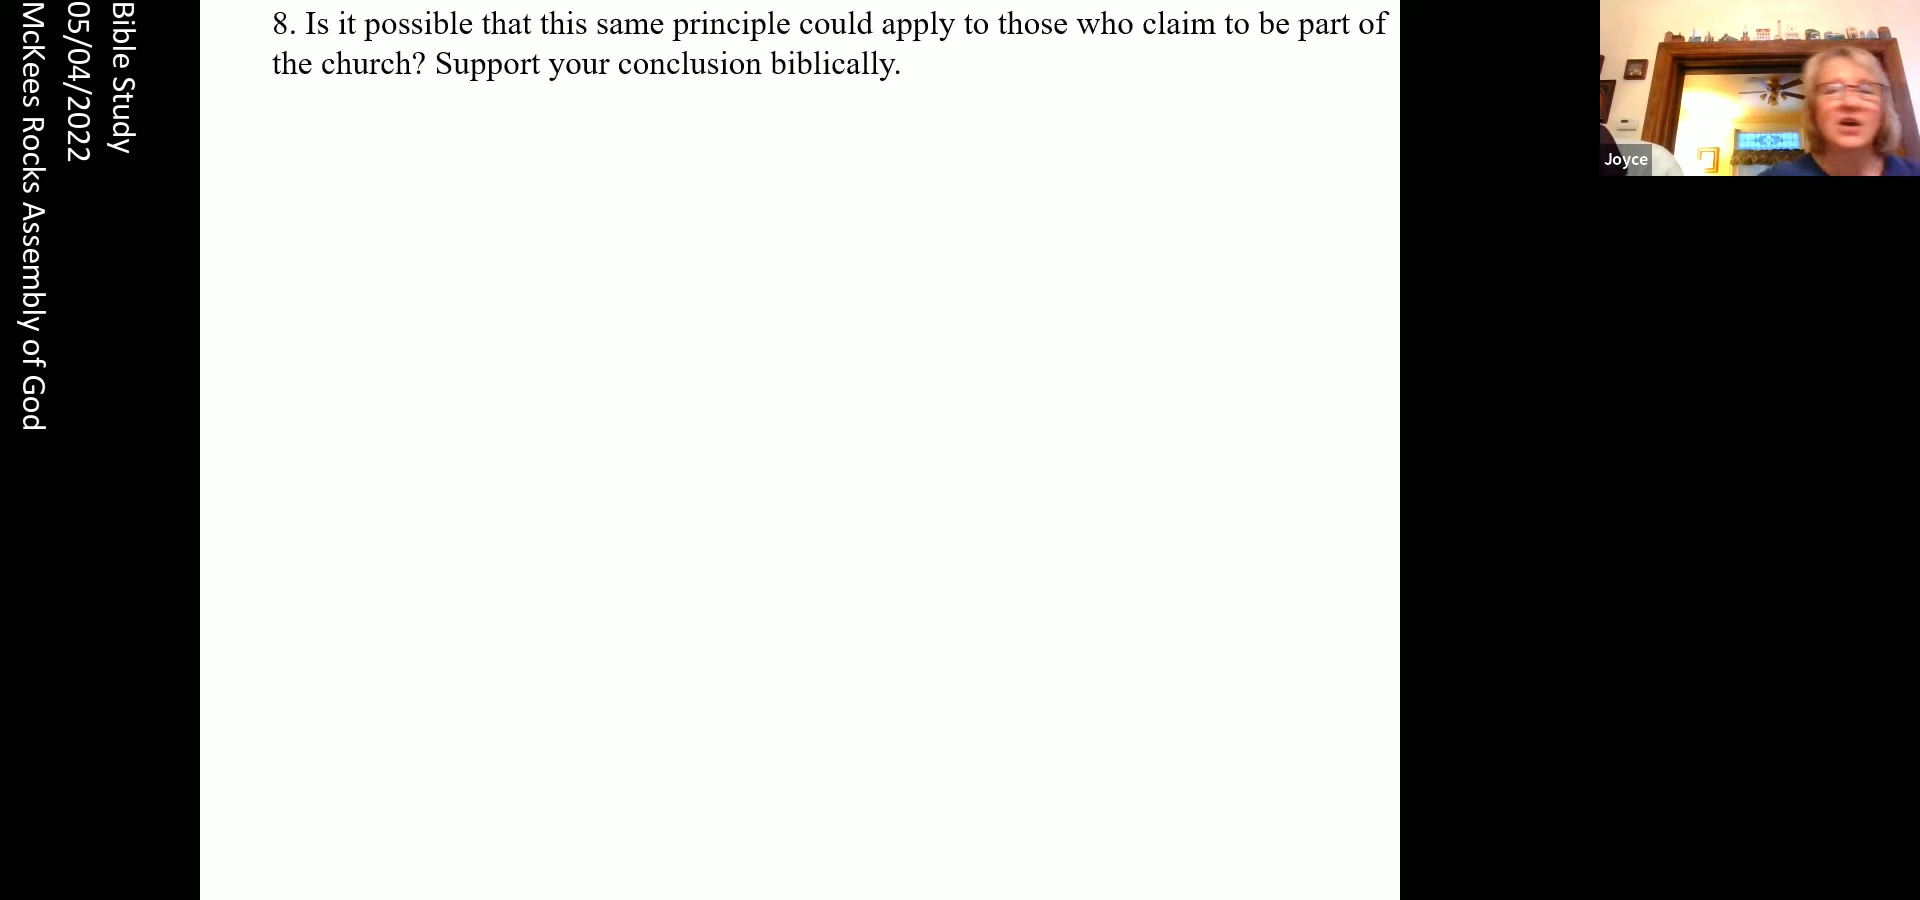 Bible Study
05/04/2022
McKees Rocks Assembly of God
8. Is it possible that this same principle could apply to those who claim to be part of
the church? Support your conclusion biblically.
Joyce